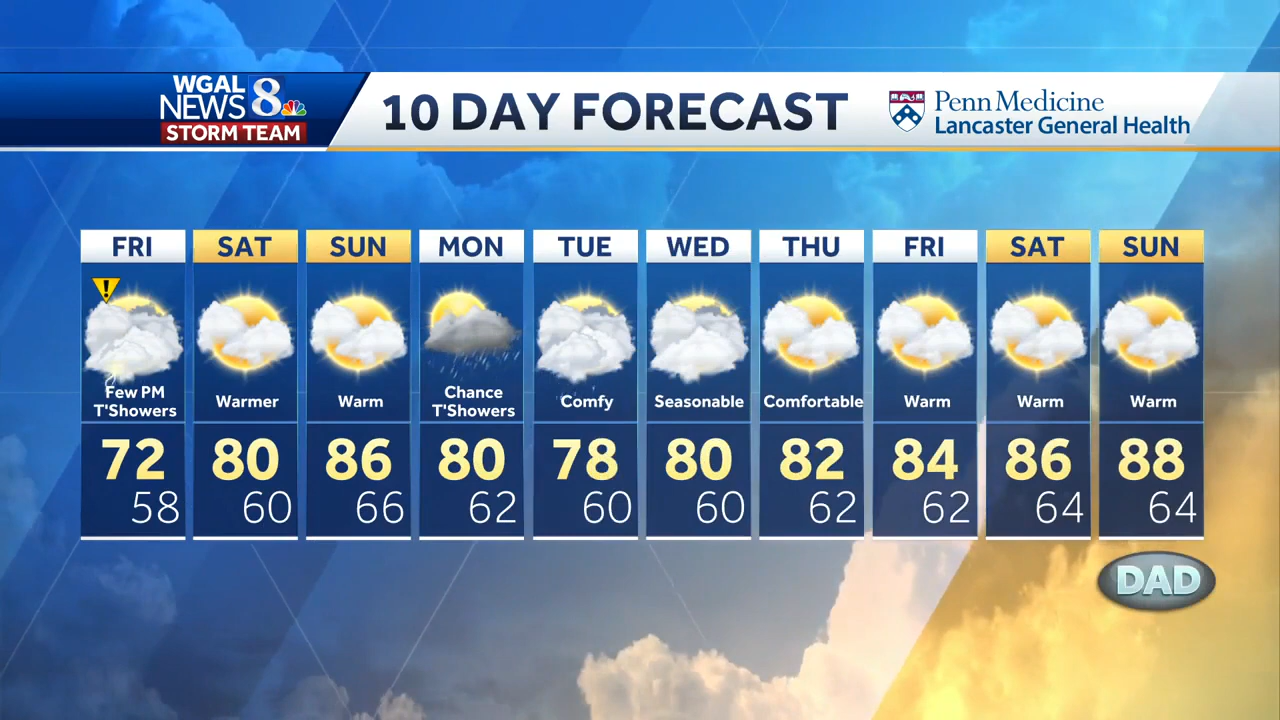 WGAL
NEWS 8
STORM TEAM
10 DAY FORECAST
Penn Medicine
Lancaster General Health
FRI SAT SUN MON TUE WED THU FRI SAT SUN
!
Few PM
T'Showers
Warmer
Warm
Chance
T'Showers
Comfy
Seasonable
Comfortable
Warm
Warm
Warm
72 80 86 80 78 80 82 84 86 88
58 60 66 62 60 60 62 62 64 64
DAD